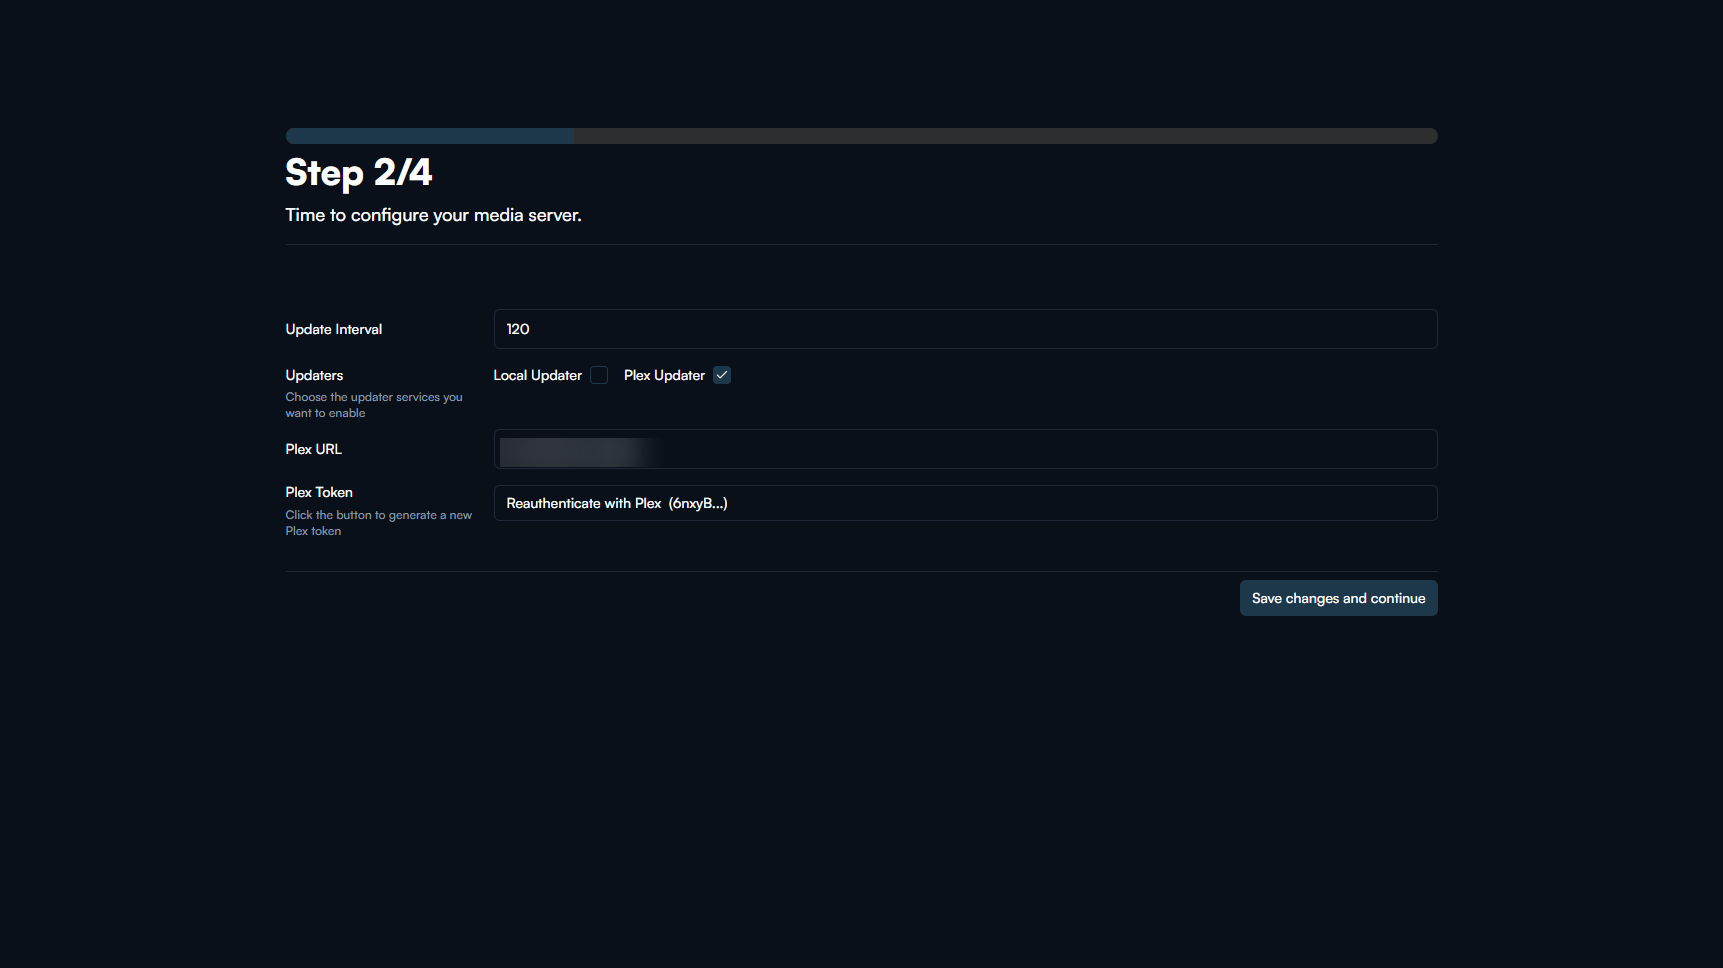 Step 2/4
Time to configure your media server.
Update Interval
120
Updaters
Choose the updater services you
want to enable
Local Updater
Plex Updater
Plex URL
Plex Token
Click the button to generate a new
Plex token
Reauthenticate with Plex (6nxyB...)
Save changes and continue